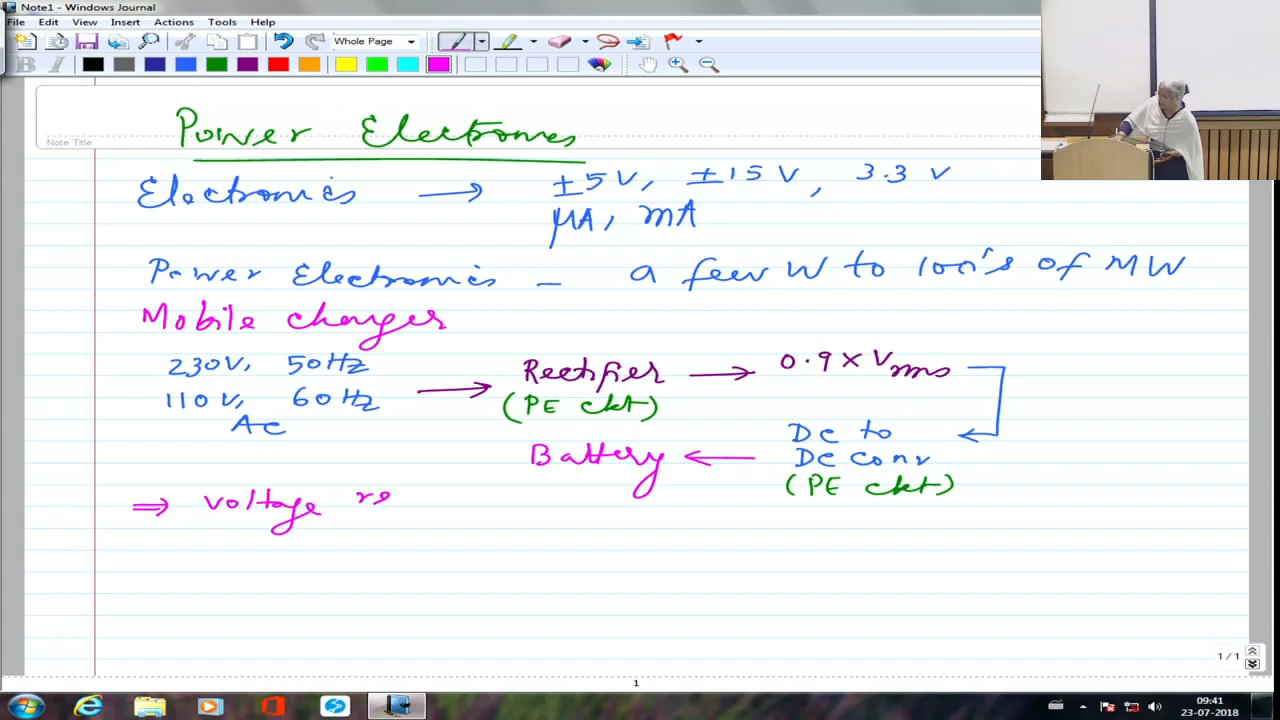 Note1 - Windows Journal
File Edit View Insert Actions Tools Help
Whole Page
B I
Power Electronics
Note Title
Electronics → ±5V, ±15V, 3.3V
μA, mA
Power Electronics - a few W to 100's of MW
Mobile charger
230V, 50Hz
110V, 60Hz
AC
→ Rectifier → 0.9 × Vrms
(PE ckt)
DC to
DC conv
(PE ckt)
Battery ←
⇒ voltage re
1 / 1
1
09:41
23-07-2018